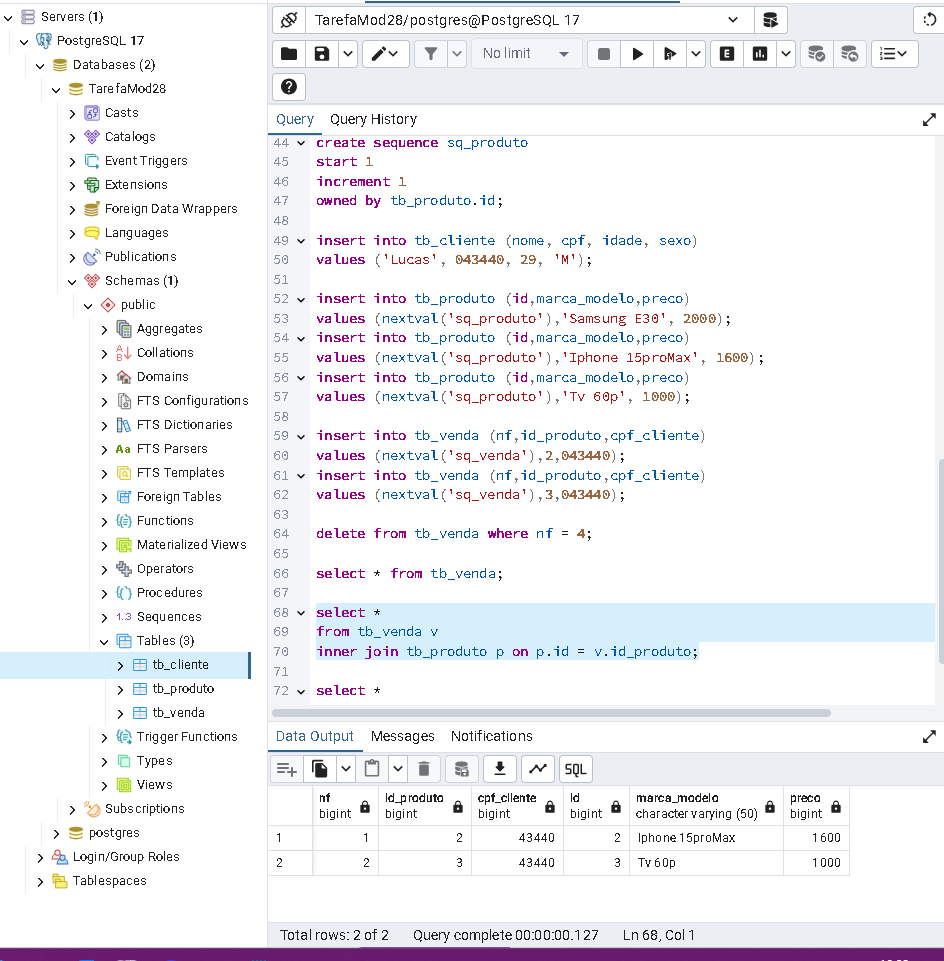 Servers (1)
PostgreSQL 17
Databases (2)
TarefaMod28
Casts
Catalogs
Event Triggers
Extensions
Foreign Data Wrappers
Languages
Publications
Schemas (1)
public
Aggregates
Collations
Domains
FTS Configurations
FTS Dictionaries
Aa FTS Parsers
FTS Templates
Foreign Tables
Functions
Materialized Views
Operators
Procedures
1..3 Sequences
Tables (3)
tb_cliente
tb_produto
tb_venda
Trigger Functions
Types
Views
Subscriptions
postgres
Login/Group Roles
Tablespaces
TarefaMod28/postgres@PostgreSQL 17
No limit
E
Query Query History
44 create sequence sq_produto
45 start 1
46 increment 1
47 owned by tb_produto.id;
48
49 insert into tb_cliente (nome, cpf, idade, sexo)
50 values ('Lucas', 043440, 29, 'M');
51
52 insert into tb_produto (id,marca_modelo,preco)
53 values (nextval('sq_produto'),'Samsung E30', 2000);
54 insert into tb_produto (id,marca_modelo,preco)
55 values (nextval('sq_produto'),'Iphone 15proMax', 1600);
56 insert into tb_produto (id,marca_modelo,preco)
57 values (nextval('sq_produto'),'Tv 60p', 1000);
58
59 insert into tb_venda (nf,id_produto,cpf_cliente)
60 values (nextval('sq_venda'),2,043440);
61 insert into tb_venda (nf,id_produto,cpf_cliente)
62 values (nextval('sq_venda'),3,043440);
63
64 delete from tb_venda where nf = 4;
65
66 select * from tb_venda;
67
68 select *
69 from tb_venda v
70 inner join tb_produto p on p.id = v.id_produto;
71
72 select *
Data Output Messages Notifications
SQL
nf id_produto cpf_cliente id marca_modelo preco
bigint bigint bigint bigint character varying (50) bigint
1 1 2 43440 2 Iphone 15proMax 1600
2 2 3 43440 3 Tv 60p 1000
Total rows: 2 of 2 Query complete 00:00:00.127 Ln 68, Col 1